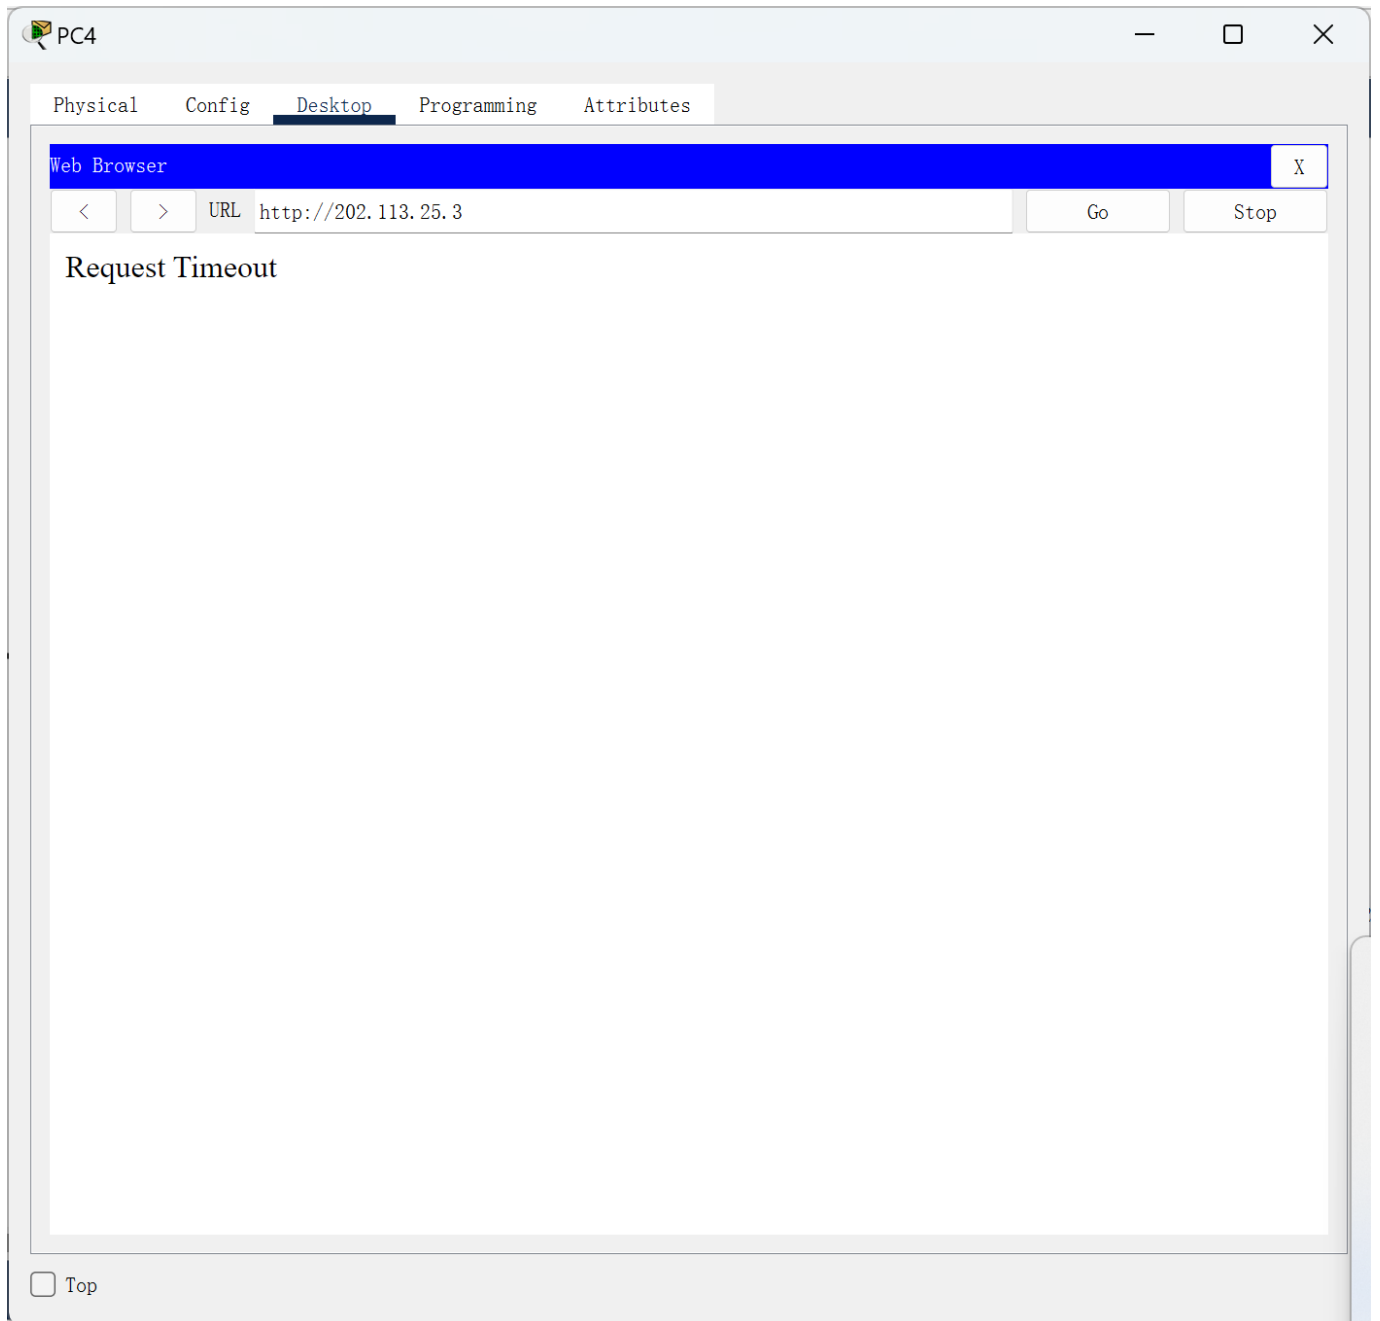 PC4
Physical Config Desktop Programming Attributes
Web Browser X
< > URL http://202.113.25.3 Go Stop
Request Timeout
Top